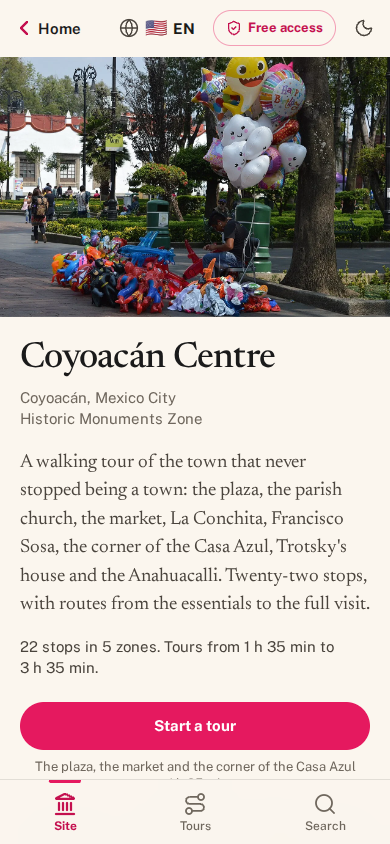 Home
EN
Free access
Coyoacán Centre
Coyoacán, Mexico City
Historic Monuments Zone
A walking tour of the town that never
stopped being a town: the plaza, the parish
church, the market, La Conchita, Francisco
Sosa, the corner of the Casa Azul, Trotsky's
house and the Anahuacalli. Twenty-two stops,
with routes from the essentials to the full visit.
22 stops in 5 zones. Tours from 1 h 35 min to
3 h 35 min.
Start a tour
The plaza, the market and the corner of the Casa Azul
Site
Tours
Search